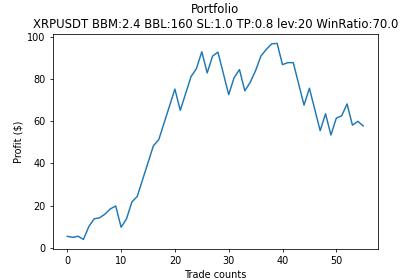 Portfolio
XRPUSDT BBM:2.4 BBL:160 SL:1.0 TP:0.8 lev:20 WinRatio:70.0
100
80
60
40
20
0
Profit ($)
0 10 20 30 40 50
Trade counts